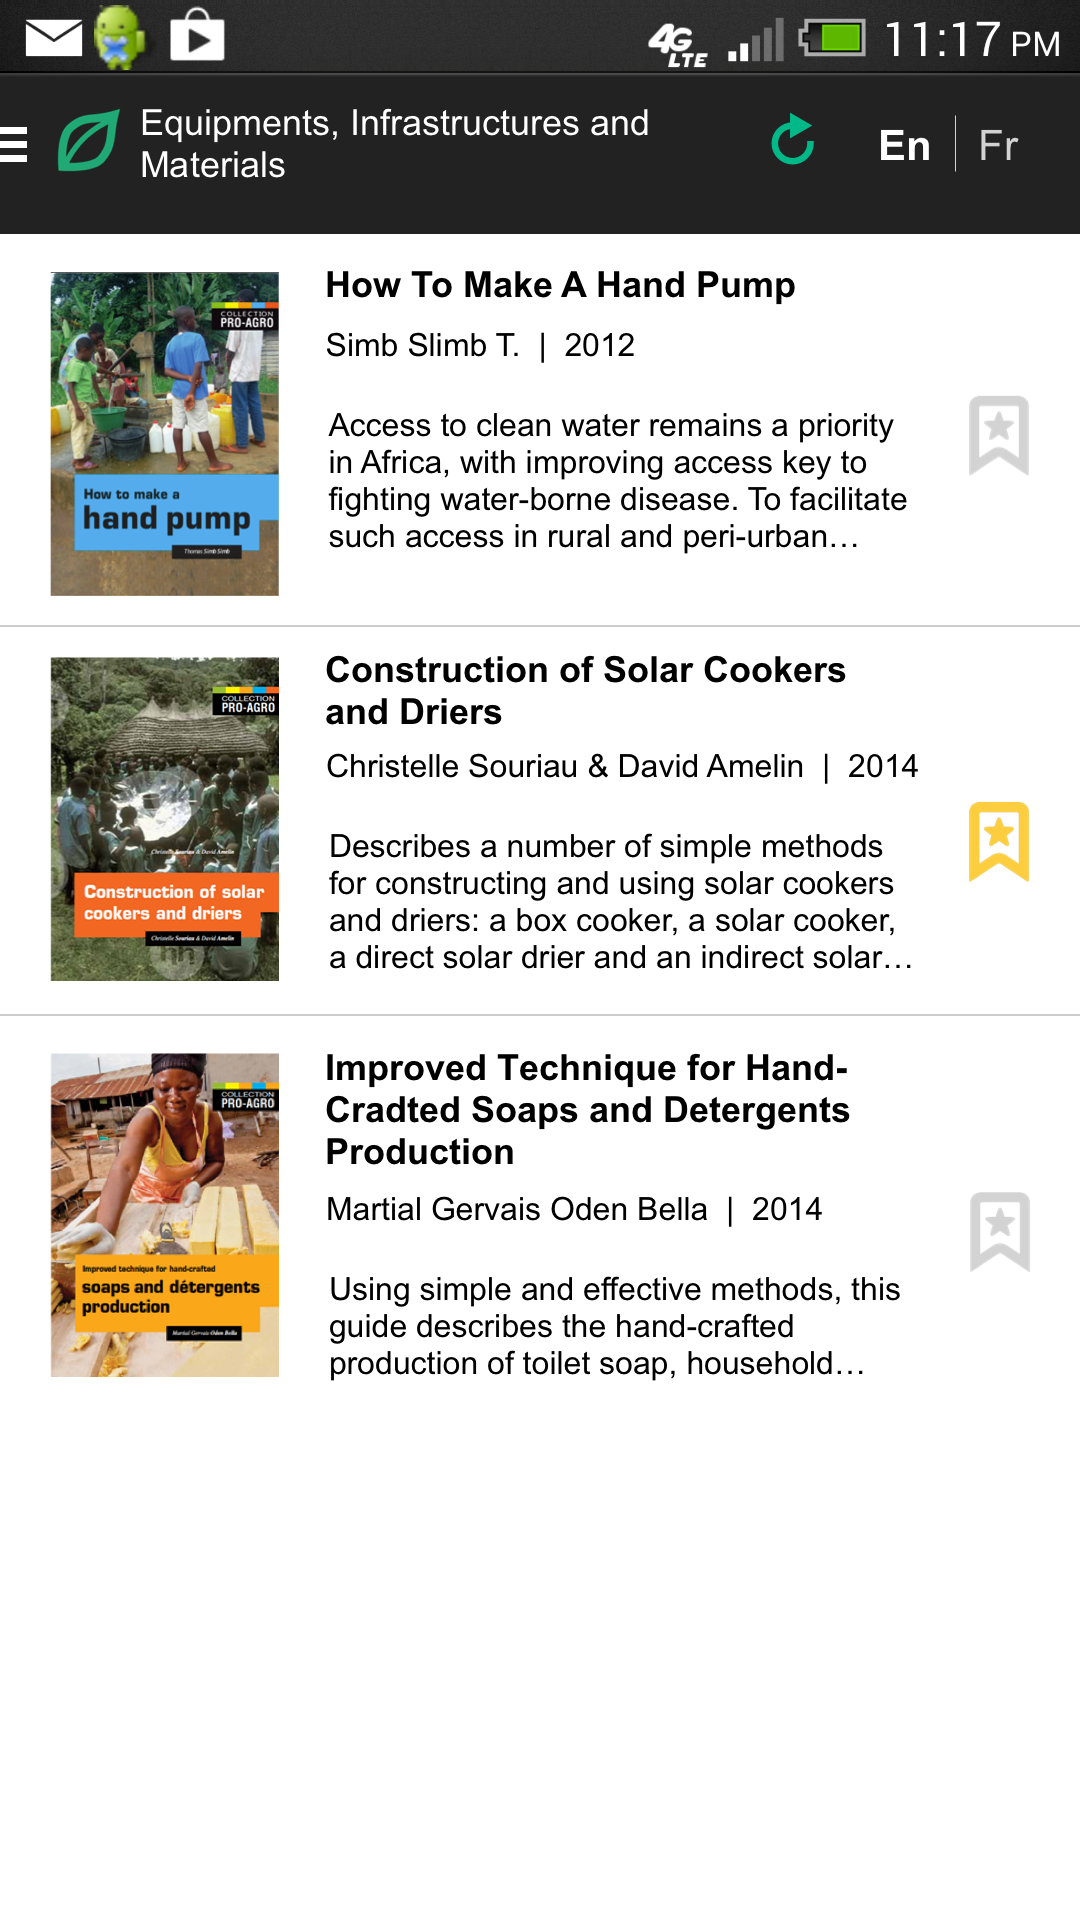 4G LTE 11:17 PM
Equipments, Infrastructures and
Materials
En | Fr
How To Make A Hand Pump
Simb Slimb T. | 2012
Access to clean water remains a priority
in Africa, with improving access key to
fighting water-borne disease. To facilitate
such access in rural and peri-urban…
COLLECTION
PRO-AGRO
How to make a
hand pump
Thomas Simb Simb
Construction of Solar Cookers
and Driers
Christelle Souriau & David Amelin | 2014
Describes a number of simple methods
for constructing and using solar cookers
and driers: a box cooker, a solar cooker,
a direct solar drier and an indirect solar…
COLLECTION
PRO-AGRO
Christelle Souriau & David Amelin
Construction of solar
cookers and driers
Christelle Souriau & David Amelin
Improved Technique for Hand-
Cradted Soaps and Detergents
Production
Martial Gervais Oden Bella | 2014
Using simple and effective methods, this
guide describes the hand-crafted
production of toilet soap, household…
COLLECTION
PRO-AGRO
Improved technique for hand-crafted
soaps and détergents
production
Martial Gervais Oden Bella